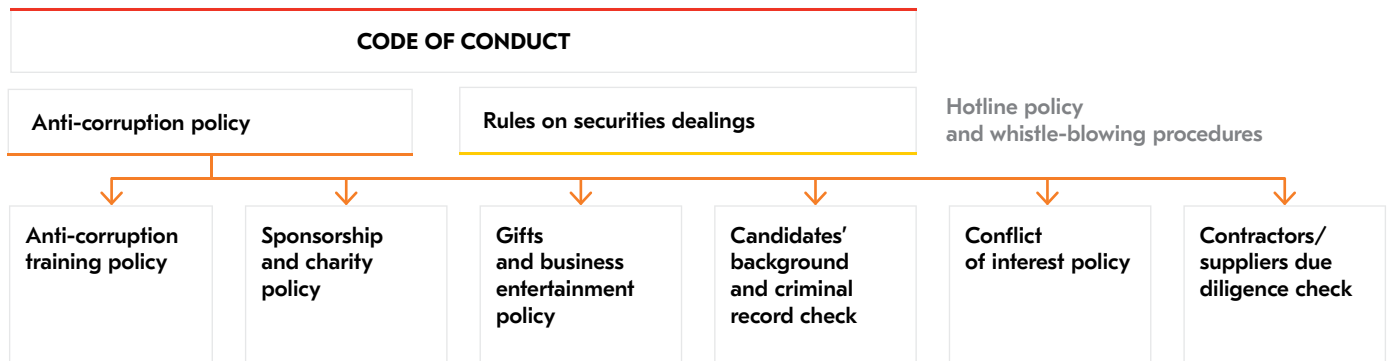 CODE OF CONDUCT
Anti-corruption policy
Rules on securities dealings
Hotline policy
and whistle-blowing procedures
Anti-corruption
training policy
Sponsorship
and charity
policy
Gifts
and business
entertainment
policy
Candidates’
background
and criminal
record check
Conflict
of interest policy
Contractors/
suppliers due
diligence check